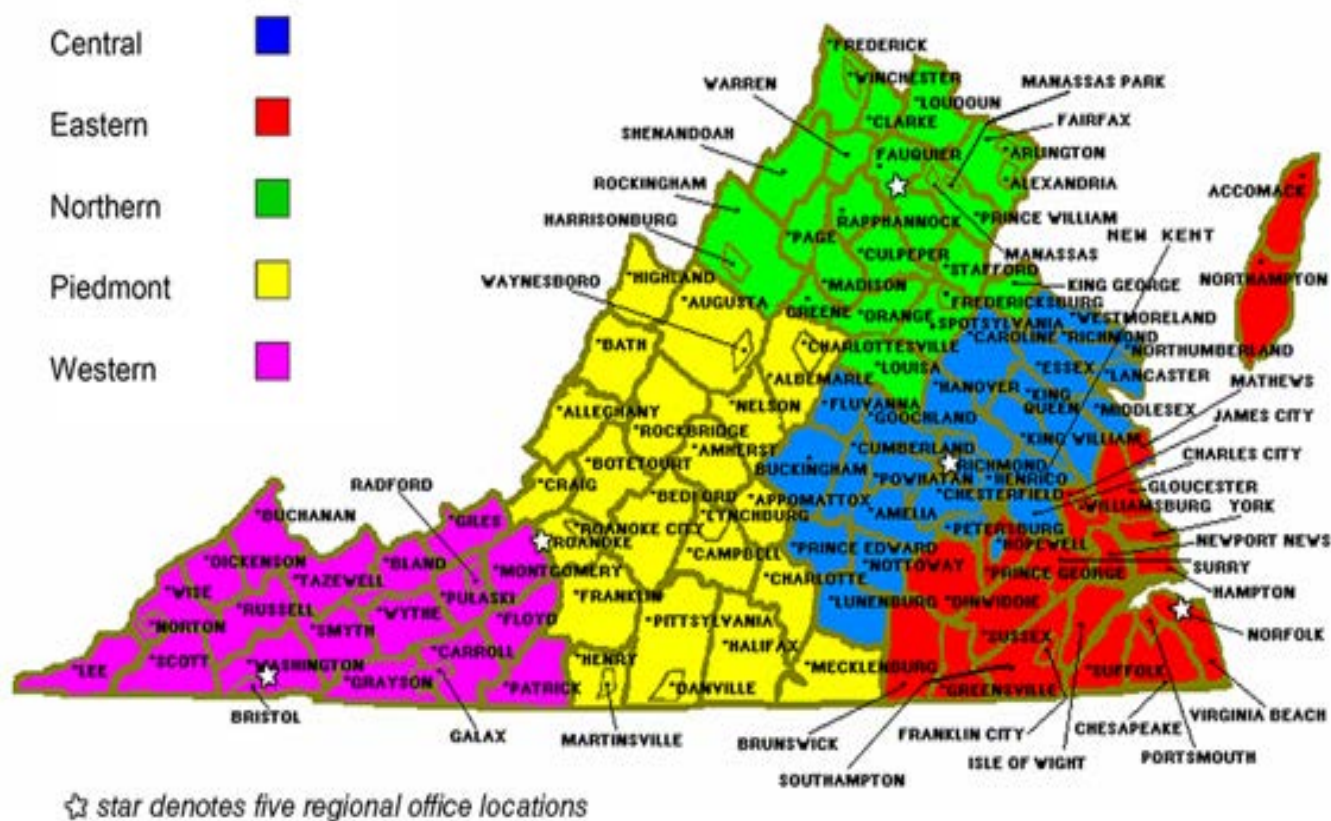 Central
Eastern
Northern
Piedmont
Western
FREDERICK
WINCHESTER
WARREN
MANASSAS PARK
LOUDOUN
CLARKE
FAIRFAX
SHENANDOAH
FAUQUIER
ARLINGTON
ROCKINGHAM
ALEXANDRIA
ACCOMACK
HARRISONBURG
RAPPHANNOCK
PRINCE WILLIAM
PAGE
NEW KENT
CULPEPER
MANASSAS
WAYNESBORO
HIGHLAND
STAFFORD
NORTHAMPTON
MADISON
KING GEORGE
AUGUSTA
GREENE
ORANGE
FREDERICKSBURG
SPOTSYLVANIA
WESTMORELAND
BATH
CHARLOTTESVILLE
CAROLINE
RICHMOND
NORTHUMBERLAND
LOUISA
ESSEX
LANCASTER
ALBEMARLE
HANOVER
MATHEWS
KING QUEEN
NELSON
FLUVANNA
GOOCHLAND
MIDDLESEX
JAMES CITY
ALLEGHANY
ROCKBRIDGE
KING WILLIAM
AMHERST
CUMBERLAND
CHARLES CITY
BOTETOURT
BUCKINGHAM
RICHMOND
RADFORD
CRAIG
POWHATAN
HENRICO
GLOUCESTER
BEDFORD
APPOMATTOX
CHESTERFIELD
WILLIAMSBURG
YORK
BUCHANAN
GILES
ROANOKE CITY
LYNCHBURG
AMELIA
PETERSBURG
ROANOKE
HOPEWELL
NEWPORT NEWS
DICKENSON
BLAND
CAMPBELL
PRINCE EDWARD
MONTGOMERY
NOTTOWAY
PRINCE GEORGE
SURRY
TAZEWELL
CHARLOTTE
WISE
PULASKI
FRANKLIN
HAMPTON
RUSSELL
WYTHE
LUNENBURG
DINWIDDIE
NORTON
SMYTH
FLOYD
PITTSYLVANIA
NORFOLK
SUSSEX
CARROLL
HALIFAX
SCOTT
WASHINGTON
HENRY
MECKLENBURG
SUFFOLK
LEE
GRAYSON
PATRICK
DANVILLE
GREENSVILLE
BRISTOL
VIRGINIA BEACH
GALAX
MARTINSVILLE
BRUNSWICK
FRANKLIN CITY
CHESAPEAKE
PORTSMOUTH
ISLE OF WIGHT
SOUTHAMPTON
star denotes five regional office locations